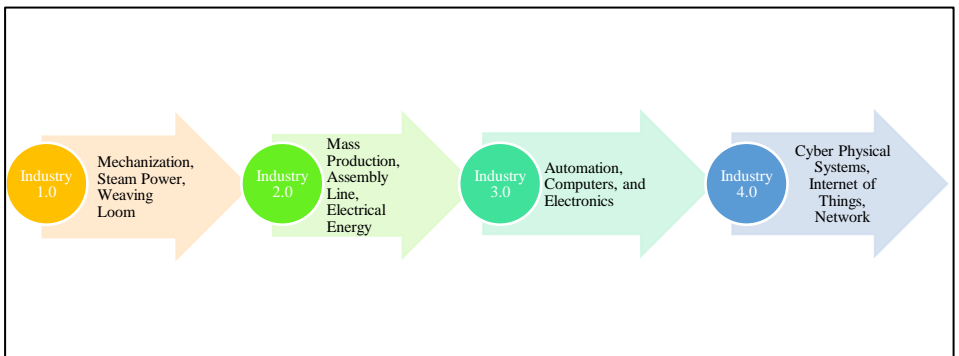 Industry
1.0
Mechanization,
Steam Power,
Weaving
Loom
Industry
2.0
Mass
Production,
Assembly
Line,
Electrical
Energy
Industry
3.0
Automation,
Computers, and
Electronics
Industry
4.0
Cyber Physical
Systems,
Internet of
Things,
Network